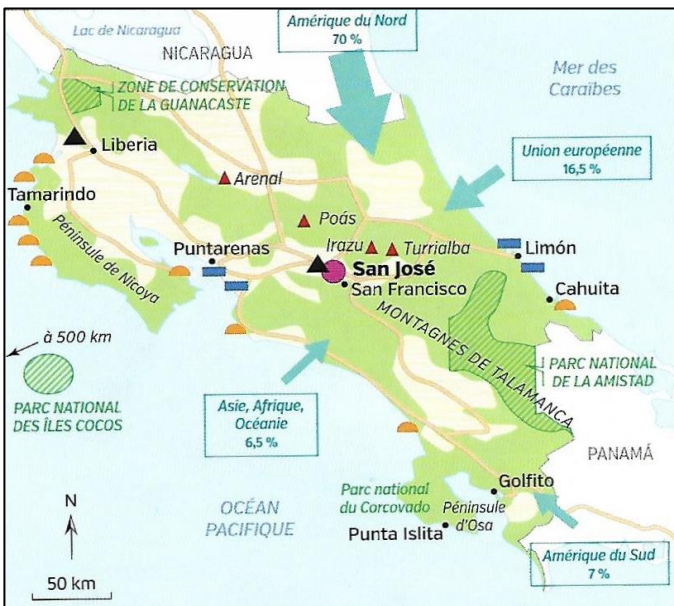 Amérique du Nord
70 %
Lac de Nicaragua
NICARAGUA
Mer des
Caraïbes
ZONE DE CONSERVATION
DE LA GUANACASTE
Liberia
Union européenne
16,5 %
Arenal
Tamarindo
Poás
Péninsule de Nicoya
Puntarenas
Irazu
Turrialba
Limón
San José
San Francisco
Cahuita
MONTAGNES DE TALAMANCA
à 500 km
PARC NATIONAL
DE LA AMISTAD
PARC NATIONAL
DES ÎLES COCOS
Asie, Afrique,
Océanie
6,5 %
PANAMÁ
Golfito
Parc national
du Corcovado
Péninsule
d'Osa
N
OCÉAN
PACIFIQUE
Punta Islita
Amérique du Sud
7 %
50 km